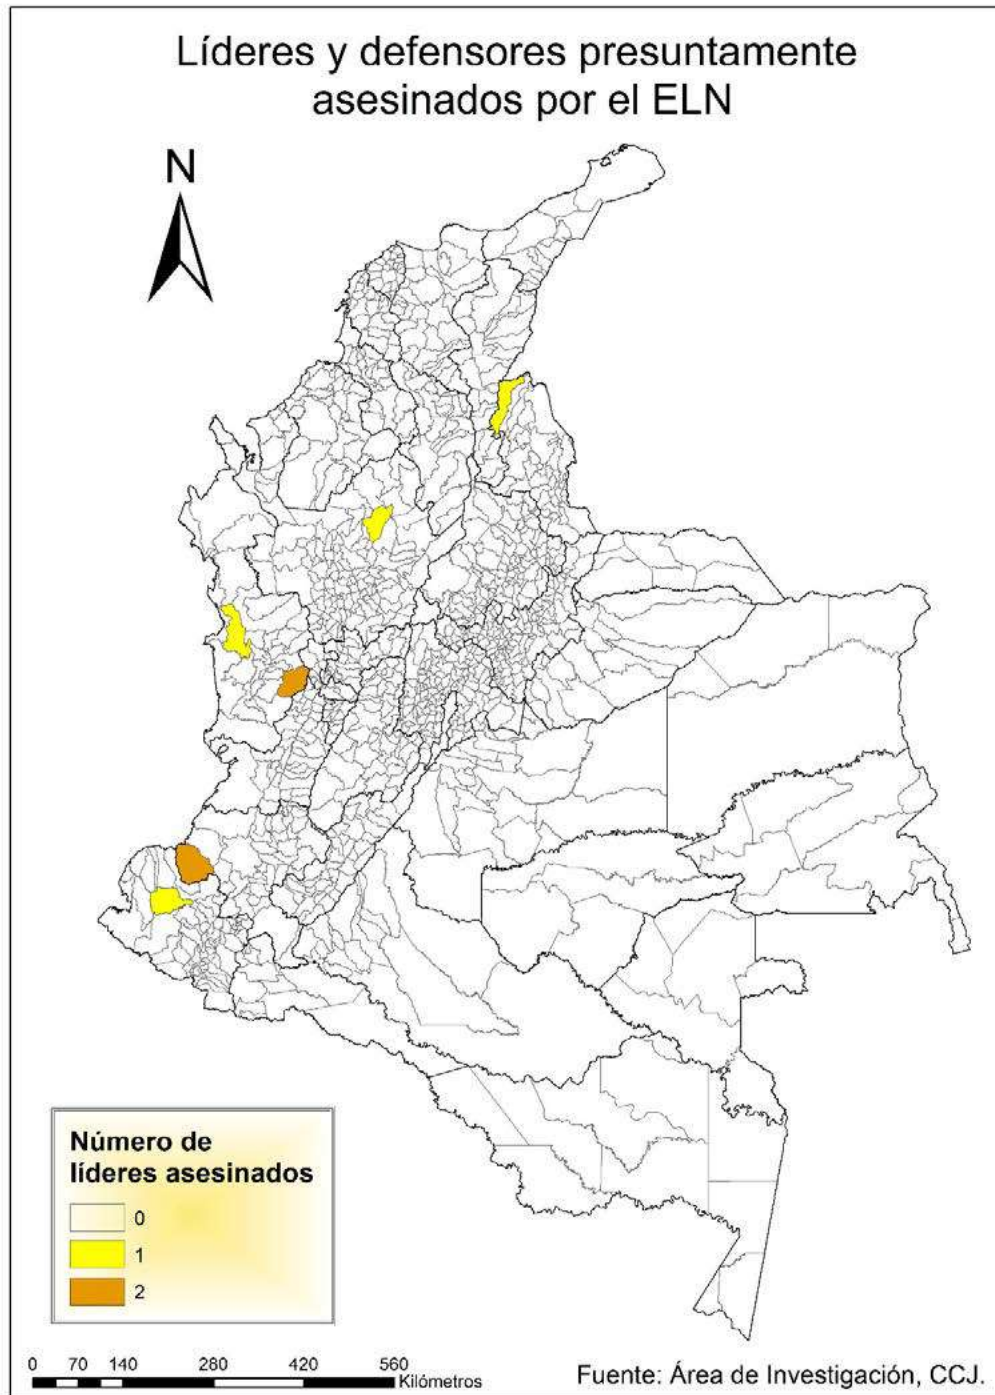 Líderes y defensores presuntamente
asesinados por el ELN
N
Número de
líderes asesinados
0
1
2
0 70 140 280 420 560
Kilómetros
Fuente: Área de Investigación, CCJ.